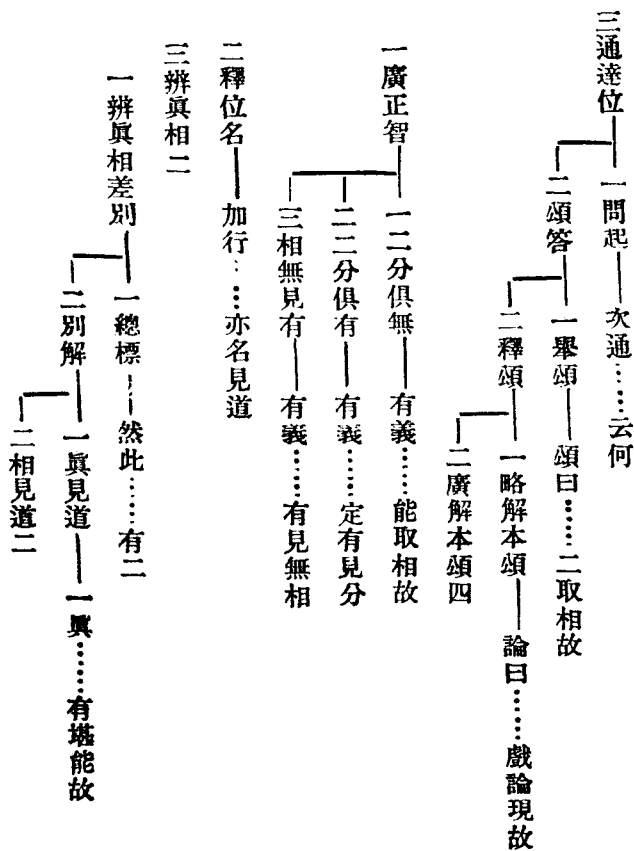 三通達位
一問起 次通……云何
二頌答
一舉頌 頌曰……二取相故
二釋頌
一略解本頌 論曰……戲論現故
二廣解本頌四
一廣正智
一二分俱無 有義……能取相故
二二分俱有 有義……定有見分
三相無見有 有義……有見無相
二釋位名 加行……亦名見道
三辨眞相二
一辨眞相差別
一總標 然此……有二
二別解
一眞見道 一眞……有堪能故
二相見道二